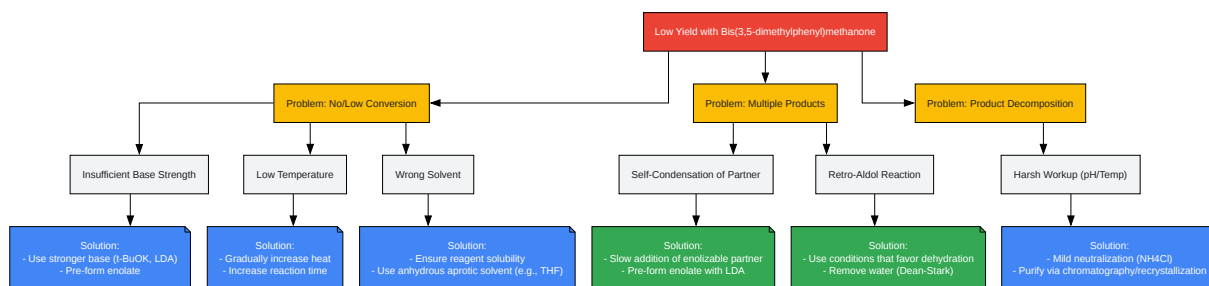 Low Yield with Bis(3,5-dimethylphenyl)methanone
Problem: No/Low Conversion
Problem: Multiple Products
Problem: Product Decomposition
Insufficient Base Strength
Low Temperature
Wrong Solvent
Self-Condensation of Partner
Retro-Aldol Reaction
Harsh Workup (pH/Temp)
Solution:
- Use stronger base (t-BuOK, LDA)
- Pre-form enolate
Solution:
- Gradually increase heat
- Increase reaction time
Solution:
- Ensure reagent solubility
- Use anhydrous aprotic solvent (e.g., THF)
Solution:
- Slow addition of enolizable partner
- Pre-form enolate with LDA
Solution:
- Use conditions that favor dehydration
- Remove water (Dean-Stark)
Solution:
- Mild neutralization (NH4Cl)
- Purify via chromatography/recrystallization